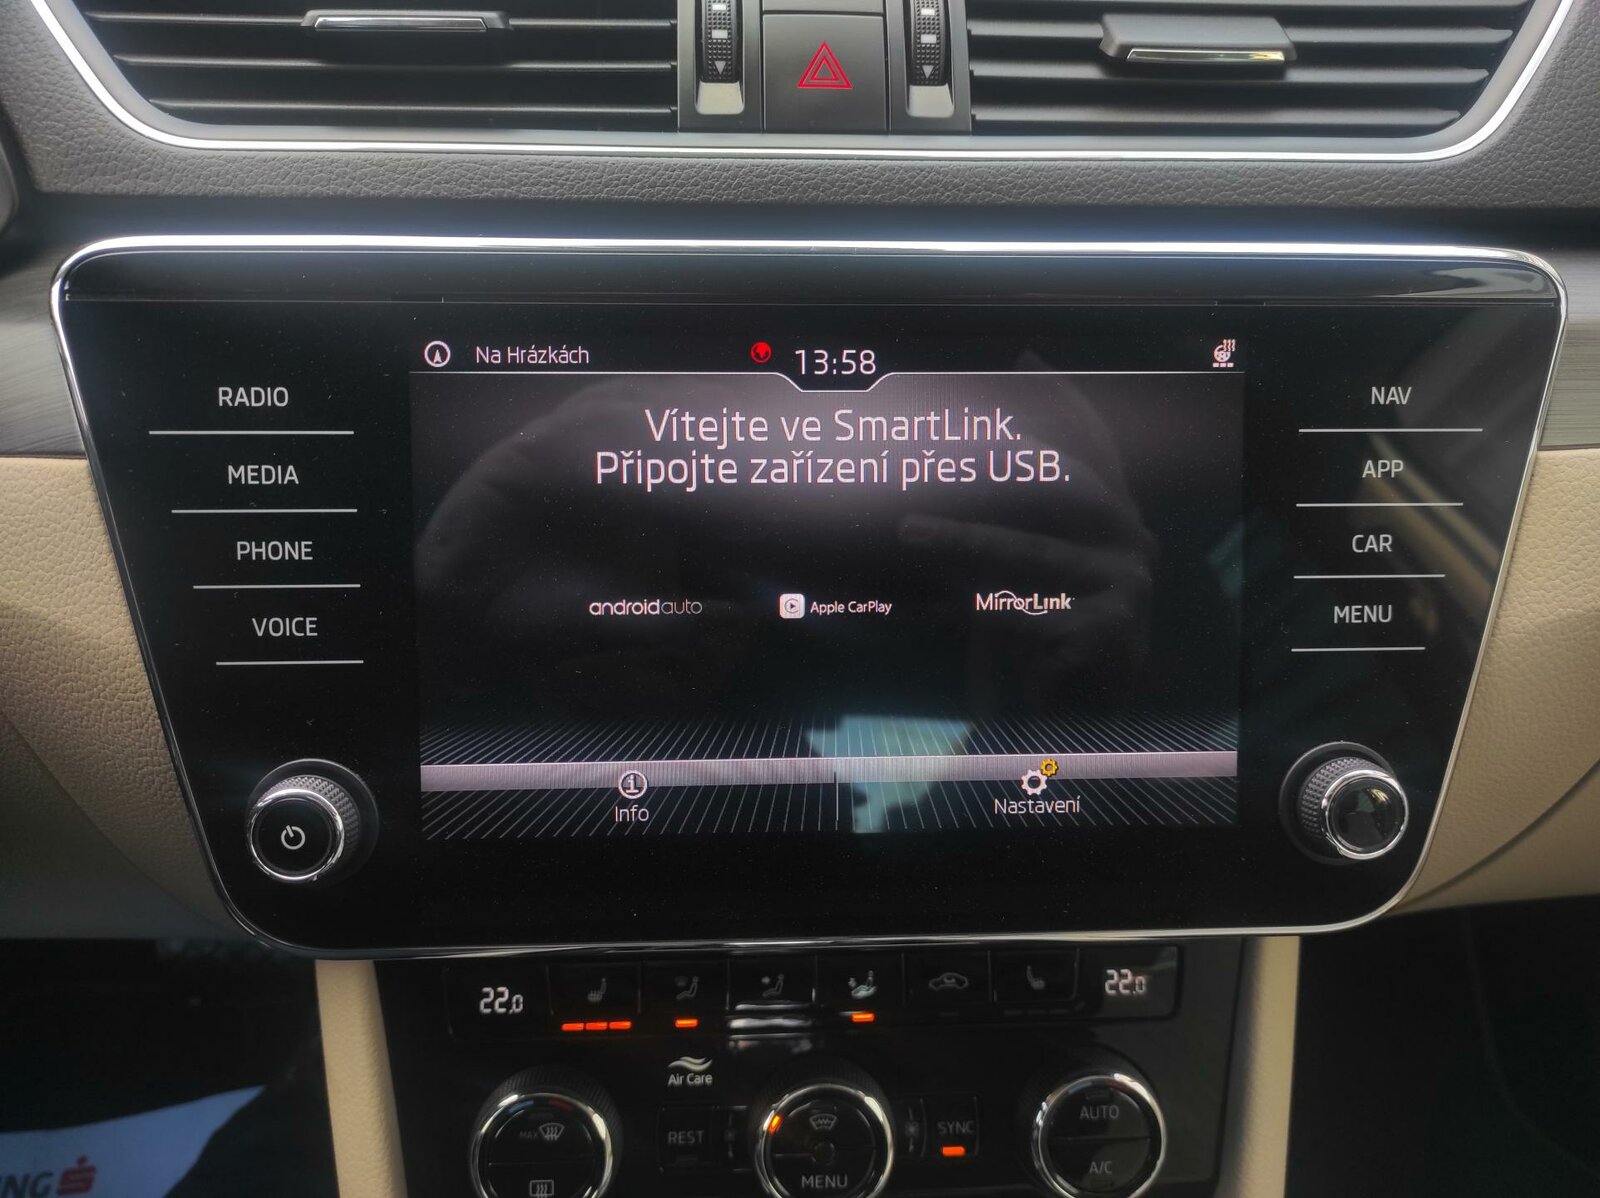 Na Hrázkách
13:58
RADIO
MEDIA
PHONE
VOICE
Vítejte ve SmartLink.
Připojte zařízení přes USB.
androidauto
Apple CarPlay
MirrorLink
Info
Nastavení
NAV
APP
CAR
MENU
22.0
22.0
Air Care
MAX
REST
MENU
SYNC
AUTO
A/C